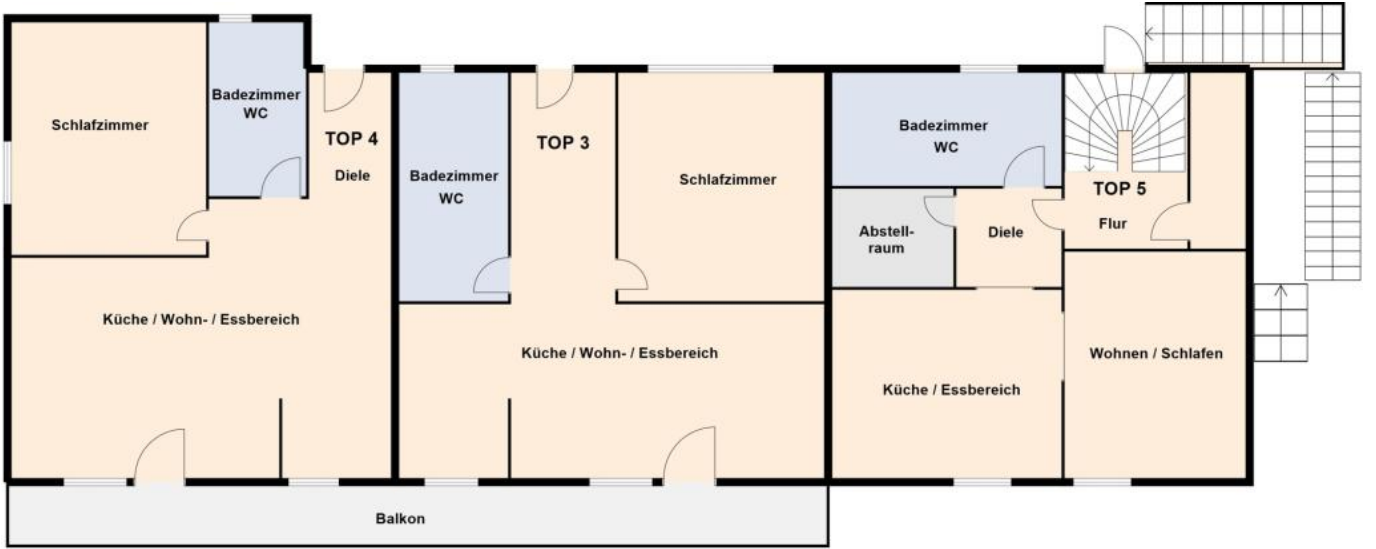 Schlafzimmer
Badezimmer
WC
TOP 4
Diele
Küche / Wohn- / Essbereich
Badezimmer
WC
TOP 3
Schlafzimmer
Küche / Wohn- / Essbereich
Badezimmer
WC
Abstell-
raum
Diele
TOP 5
Flur
Küche / Essbereich
Wohnen / Schlafen
Balkon